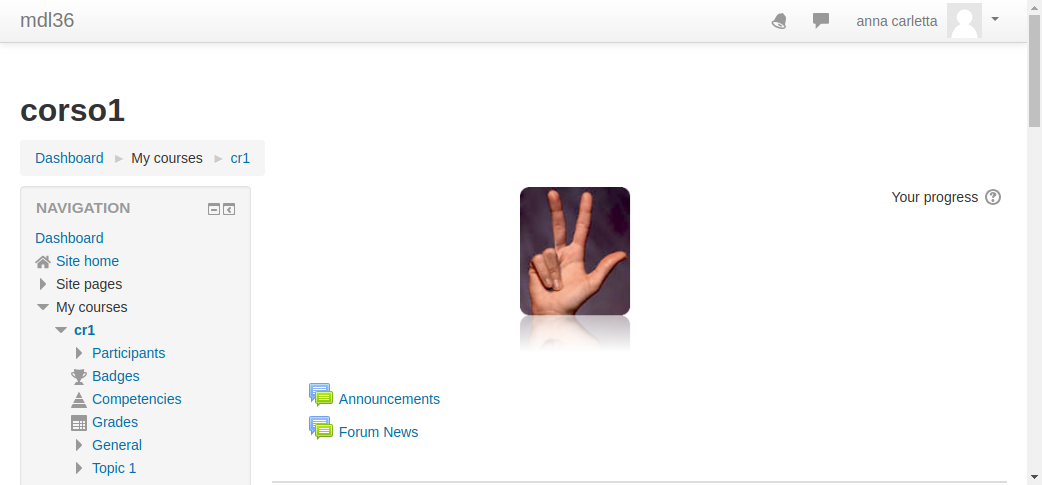 mdl36
anna carletta
corso1
Dashboard My courses cr1
NAVIGATION
Dashboard
Site home
Site pages
My courses
cr1
Participants
Badges
Competencies
Grades
General
Topic 1
Your progress
Announcements
Forum News